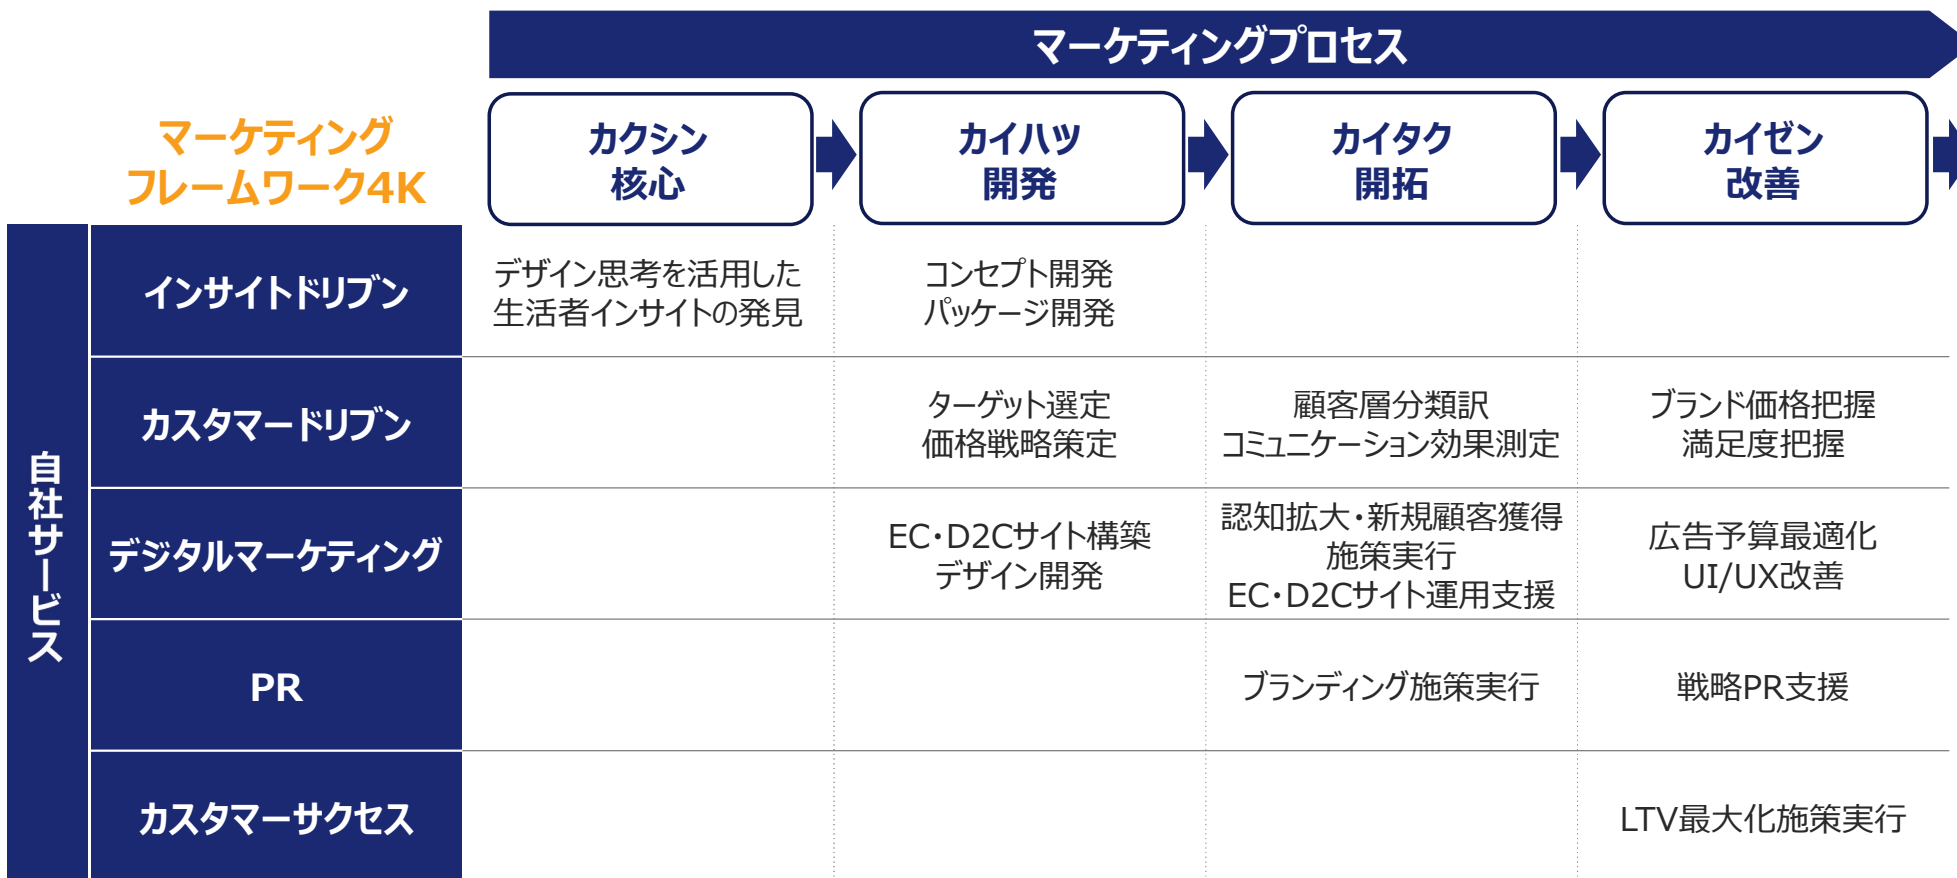 マーケティングプロセス
マーケティング
フレームワーク4K
カクシン
核心
カイハツ
開発
カイタク
開拓
カイゼン
改善
自社サービス
インサイトドリブン
デザイン思考を活用した
生活者インサイトの発見
コンセプト開発
パッケージ開発
カスタマードリブン
ターゲット選定
価格戦略策定
顧客層分類訳
コミュニケーション効果測定
ブランド価格把握
満足度把握
デジタルマーケティング
EC・D2Cサイト構築
デザイン開発
認知拡大・新規顧客獲得
施策実行
EC・D2Cサイト運用支援
広告予算最適化
UI/UX改善
PR
ブランディング施策実行
戦略PR支援
カスタマーサクセス
LTV最大化施策実行